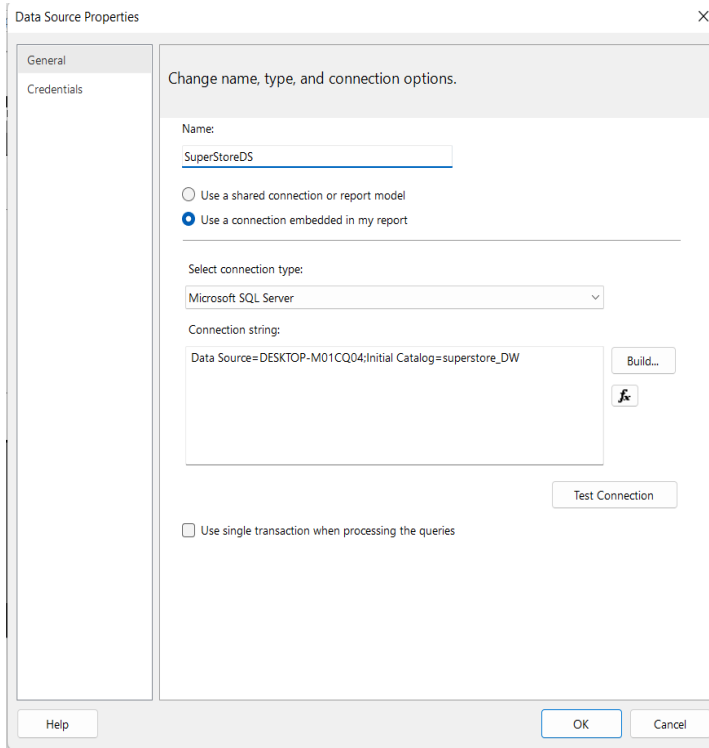 Data Source Properties
General
Credentials
Change name, type, and connection options.
Name:
SuperStoreDS
Use a shared connection or report model
Use a connection embedded in my report
Select connection type:
Microsoft SQL Server
Connection string:
Data Source=DESKTOP-M01CQ04;Initial Catalog=superstore_DW
Build...
fx
Test Connection
Use single transaction when processing the queries
Help
OK
Cancel